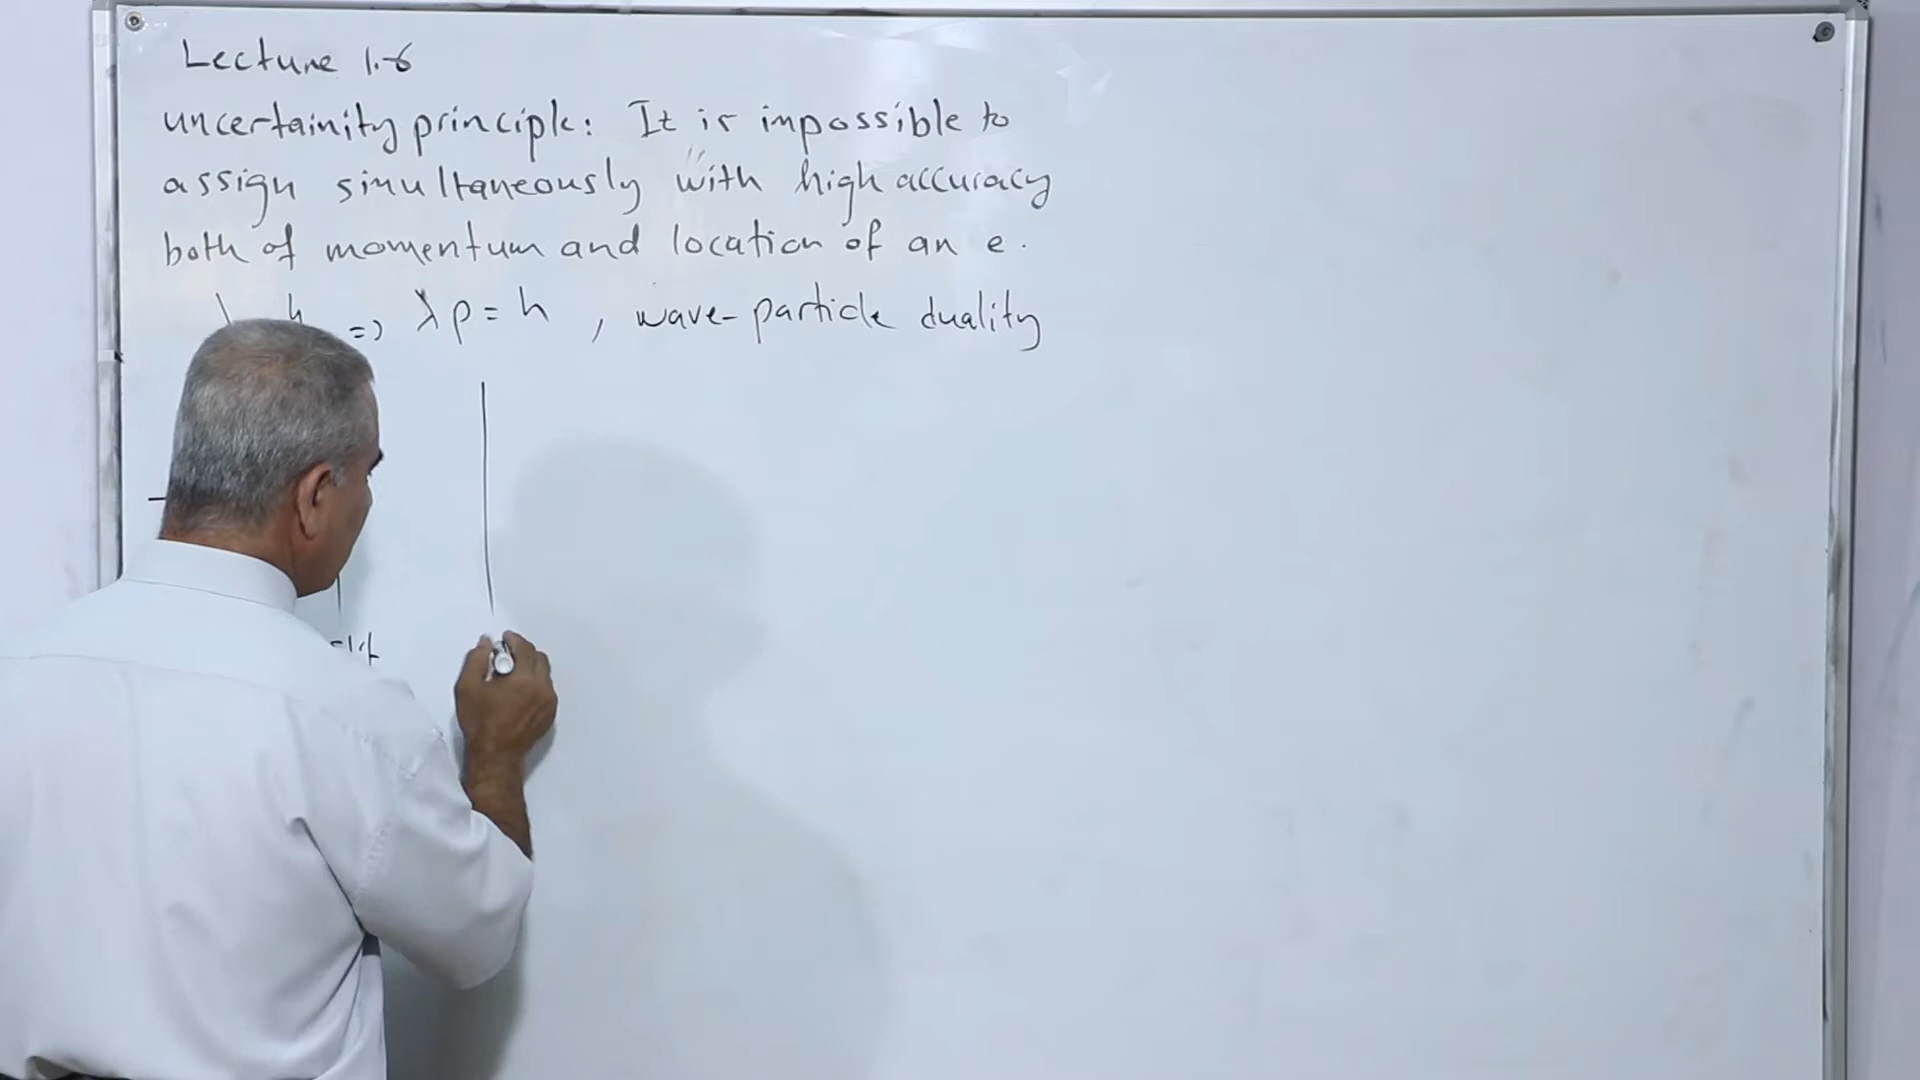 Lecture 1.6
uncertainity principle: It is impossible to
assign simultaneously with high accuracy
both of momentum and location of an e.
=> λp = h , wave-particle duality